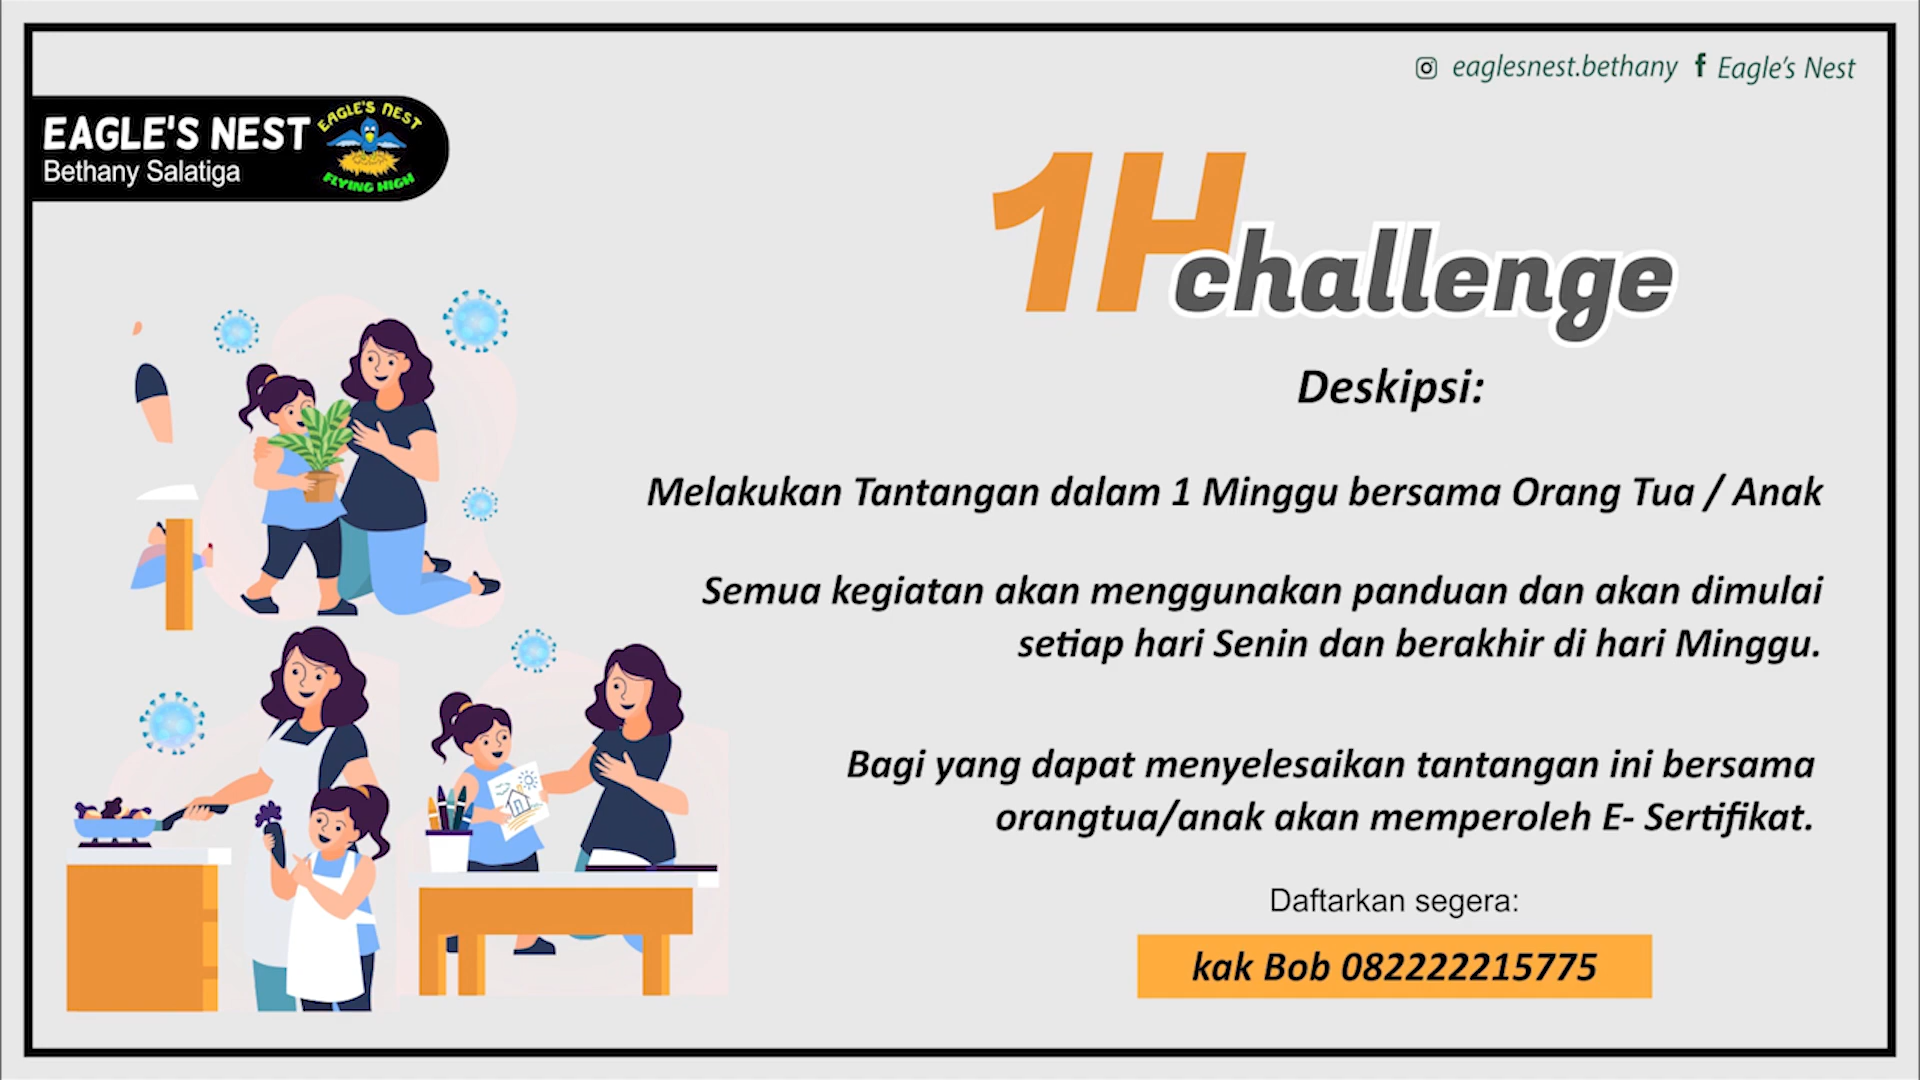 eaglesnest.bethany f Eagle's Nest
EAGLE'S NEST
Bethany Salatiga
EAGLE'S NEST
FLYING HIGH
1H
challenge
Deskipsi:
Melakukan Tantangan dalam 1 Minggu bersama Orang Tua / Anak
Semua kegiatan akan menggunakan panduan dan akan dimulai
setiap hari Senin dan berakhir di hari Minggu.
Bagi yang dapat menyelesaikan tantangan ini bersama
orangtua/anak akan memperoleh E- Sertifikat.
Daftarkan segera:
kak Bob 082222215775